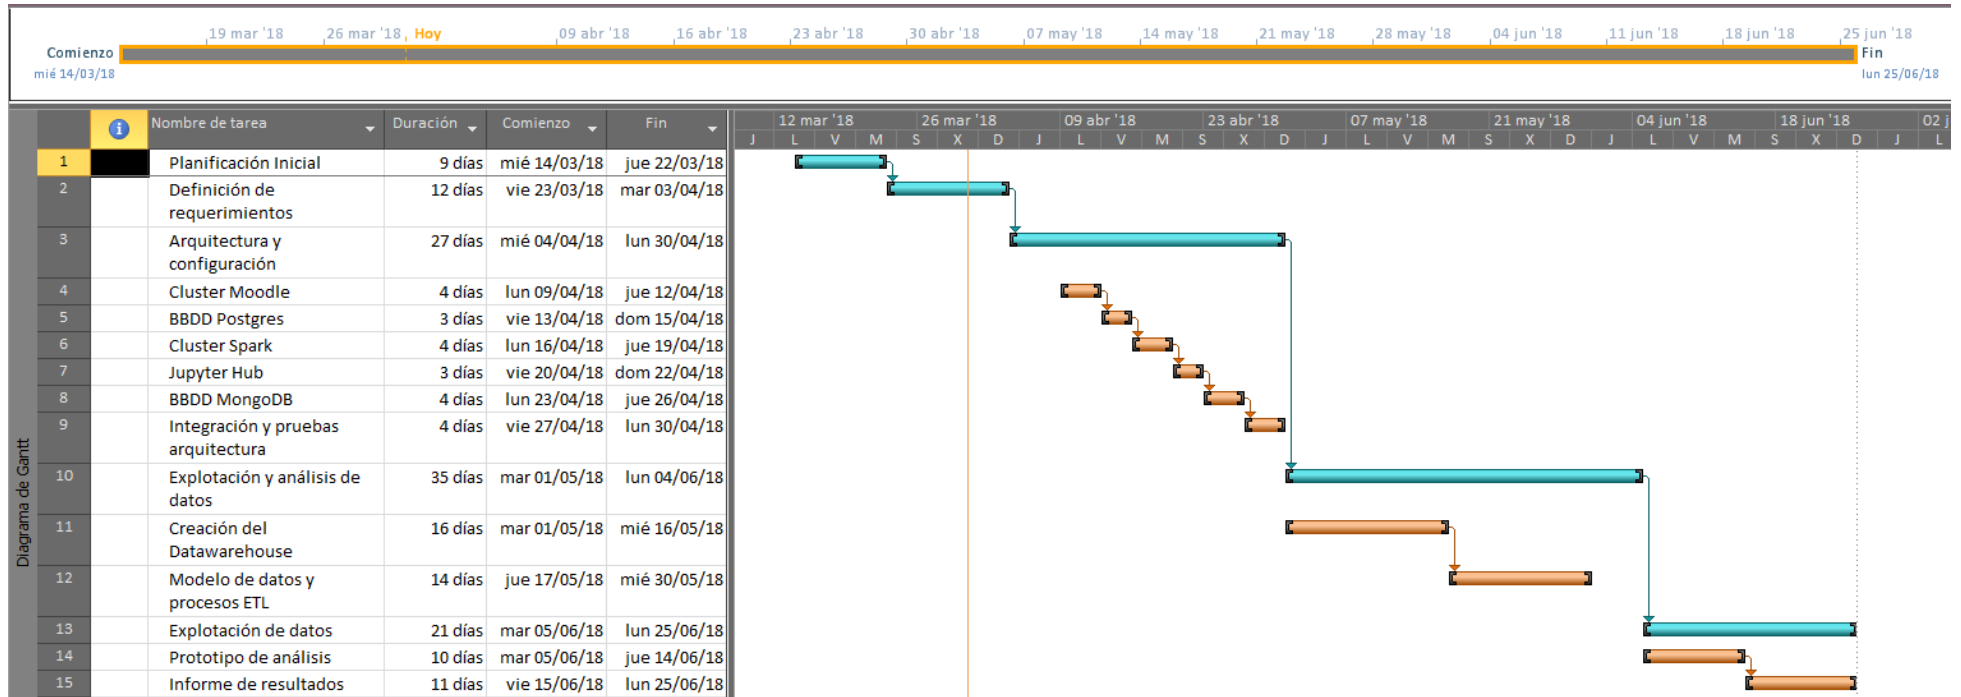 19 mar '18 26 mar '18 Hoy 09 abr '18 16 abr '18 23 abr '18 30 abr '18 07 may '18 14 may '18 21 may '18 28 may '18 04 jun '18 11 jun '18 18 jun '18 25 jun '18
Comienzo Fin
mié 14/03/18 lun 25/06/18
Nombre de tarea Duración Comienzo Fin 12 mar '18 26 mar '18 09 abr '18 23 abr '18 07 may '18 21 may '18 04 jun '18 18 jun '18 02 j
J L V M S X D J L V M S X D J L V M S X D J L V M S X D J L
1 Planificación Inicial 9 días mié 14/03/18 jue 22/03/18
2 Definición de 12 días vie 23/03/18 mar 03/04/18
requerimientos
3 Arquitectura y 27 días mié 04/04/18 lun 30/04/18
configuración
4 Cluster Moodle 4 días lun 09/04/18 jue 12/04/18
5 BBDD Postgres 3 días vie 13/04/18 dom 15/04/18
6 Cluster Spark 4 días lun 16/04/18 jue 19/04/18
7 Jupyter Hub 3 días vie 20/04/18 dom 22/04/18
8 BBDD MongoDB 4 días lun 23/04/18 jue 26/04/18
9 Integración y pruebas 4 días vie 27/04/18 lun 30/04/18
arquitectura
10 Explotación y análisis de 35 días mar 01/05/18 lun 04/06/18
datos
11 Creación del 16 días mar 01/05/18 mié 16/05/18
Datawarehouse
12 Modelo de datos y 14 días jue 17/05/18 mié 30/05/18
procesos ETL
13 Explotación de datos 21 días mar 05/06/18 lun 25/06/18
14 Prototipo de análisis 10 días mar 05/06/18 jue 14/06/18
15 Informe de resultados 11 días vie 15/06/18 lun 25/06/18
Diagrama de Gantt